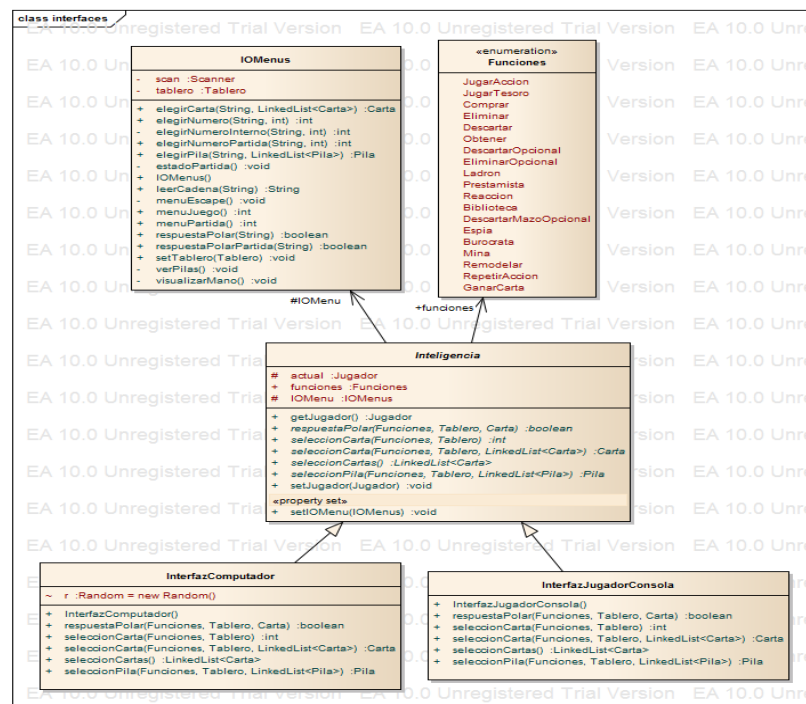 class interfaces
IOMenus
- scan :Scanner
- tablero :Tablero
+ elegirCarta(String, LinkedList<Carta>) :Carta
+ elegirNumero(String, int) :int
- elegirNumeroInterno(String, int) :int
+ elegirNumeroPartida(String, int) :int
+ elegirPila(String, LinkedList<Pila>) :Pila
- estadoPartida() :void
+ IOMenus()
+ leerCadena(String) :String
- menuEscape() :void
+ menuJuego() :int
+ menuPartida() :int
+ respuestaPolar(String) :boolean
+ respuestaPolarPartida(String) :boolean
+ setTablero(Tablero) :void
- verPilas() :void
- visualizarMano() :void
«enumeration»
Funciones
JugarAccion
JugarTesoro
Comprar
Eliminar
Descartar
Obtener
DescartarOpcional
EliminarOpcional
Ladron
Prestamista
Reaccion
Biblioteca
DescartarMazoOpcional
Espia
Burocrata
Mina
Remodelar
RepetirAccion
GanarCarta
#IOMenu
+funciones
Inteligencia
# actual :Jugador
+ funciones :Funciones
# IOMenu :IOMenus
+ getJugador() :Jugador
+ respuestaPolar(Funciones, Tablero, Carta) :boolean
+ seleccionCarta(Funciones, Tablero) :int
+ seleccionCarta(Funciones, Tablero, LinkedList<Carta>) :Carta
+ seleccionCartas() :LinkedList<Carta>
+ seleccionPila(Funciones, Tablero, LinkedList<Pila>) :Pila
+ setJugador(Jugador) :void
«property set»
+ setIOMenu(IOMenus) :void
InterfazComputador
~ r :Random = new Random()
+ InterfazComputador()
+ respuestaPolar(Funciones, Tablero, Carta) :boolean
+ seleccionCarta(Funciones, Tablero) :int
+ seleccionCarta(Funciones, Tablero, LinkedList<Carta>) :Carta
+ seleccionCartas() :LinkedList<Carta>
+ seleccionPila(Funciones, Tablero, LinkedList<Pila>) :Pila
InterfazJugadorConsola
+ InterfazJugadorConsola()
+ respuestaPolar(Funciones, Tablero, Carta) :boolean
+ seleccionCarta(Funciones, Tablero) :int
+ seleccionCarta(Funciones, Tablero, LinkedList<Carta>) :Carta
+ seleccionCartas() :LinkedList<Carta>
+ seleccionPila(Funciones, Tablero, LinkedList<Pila>) :Pila
EA 10.0 Unregistered Trial Version